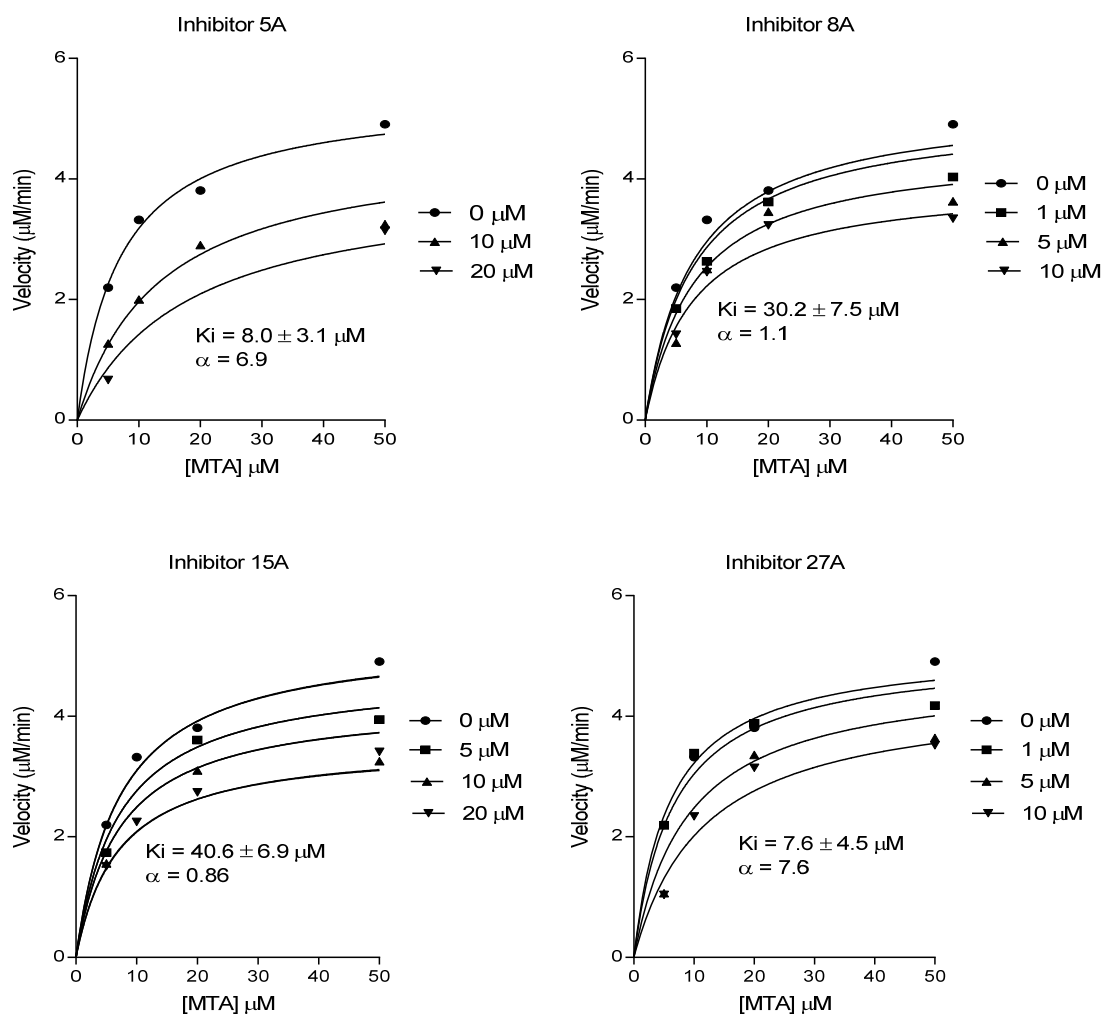 Inhibitor 5A
6
4
2
0
Velocity (μM/min)
0 10 20 30 40 50
[MTA] μM
Ki = 8.0 ± 3.1 μM
α = 6.9
0 μM
10 μM
20 μM
Inhibitor 8A
6
4
2
0
Velocity (μM/min)
0 10 20 30 40 50
[MTA] μM
Ki = 30.2 ± 7.5 μM
α = 1.1
0 μM
1 μM
5 μM
10 μM
Inhibitor 15A
6
4
2
0
Velocity (μM/min)
0 10 20 30 40 50
[MTA] μM
Ki = 40.6 ± 6.9 μM
α = 0.86
0 μM
5 μM
10 μM
20 μM
Inhibitor 27A
6
4
2
0
Velocity (μM/min)
0 10 20 30 40 50
[MTA] μM
Ki = 7.6 ± 4.5 μM
α = 7.6
0 μM
1 μM
5 μM
10 μM